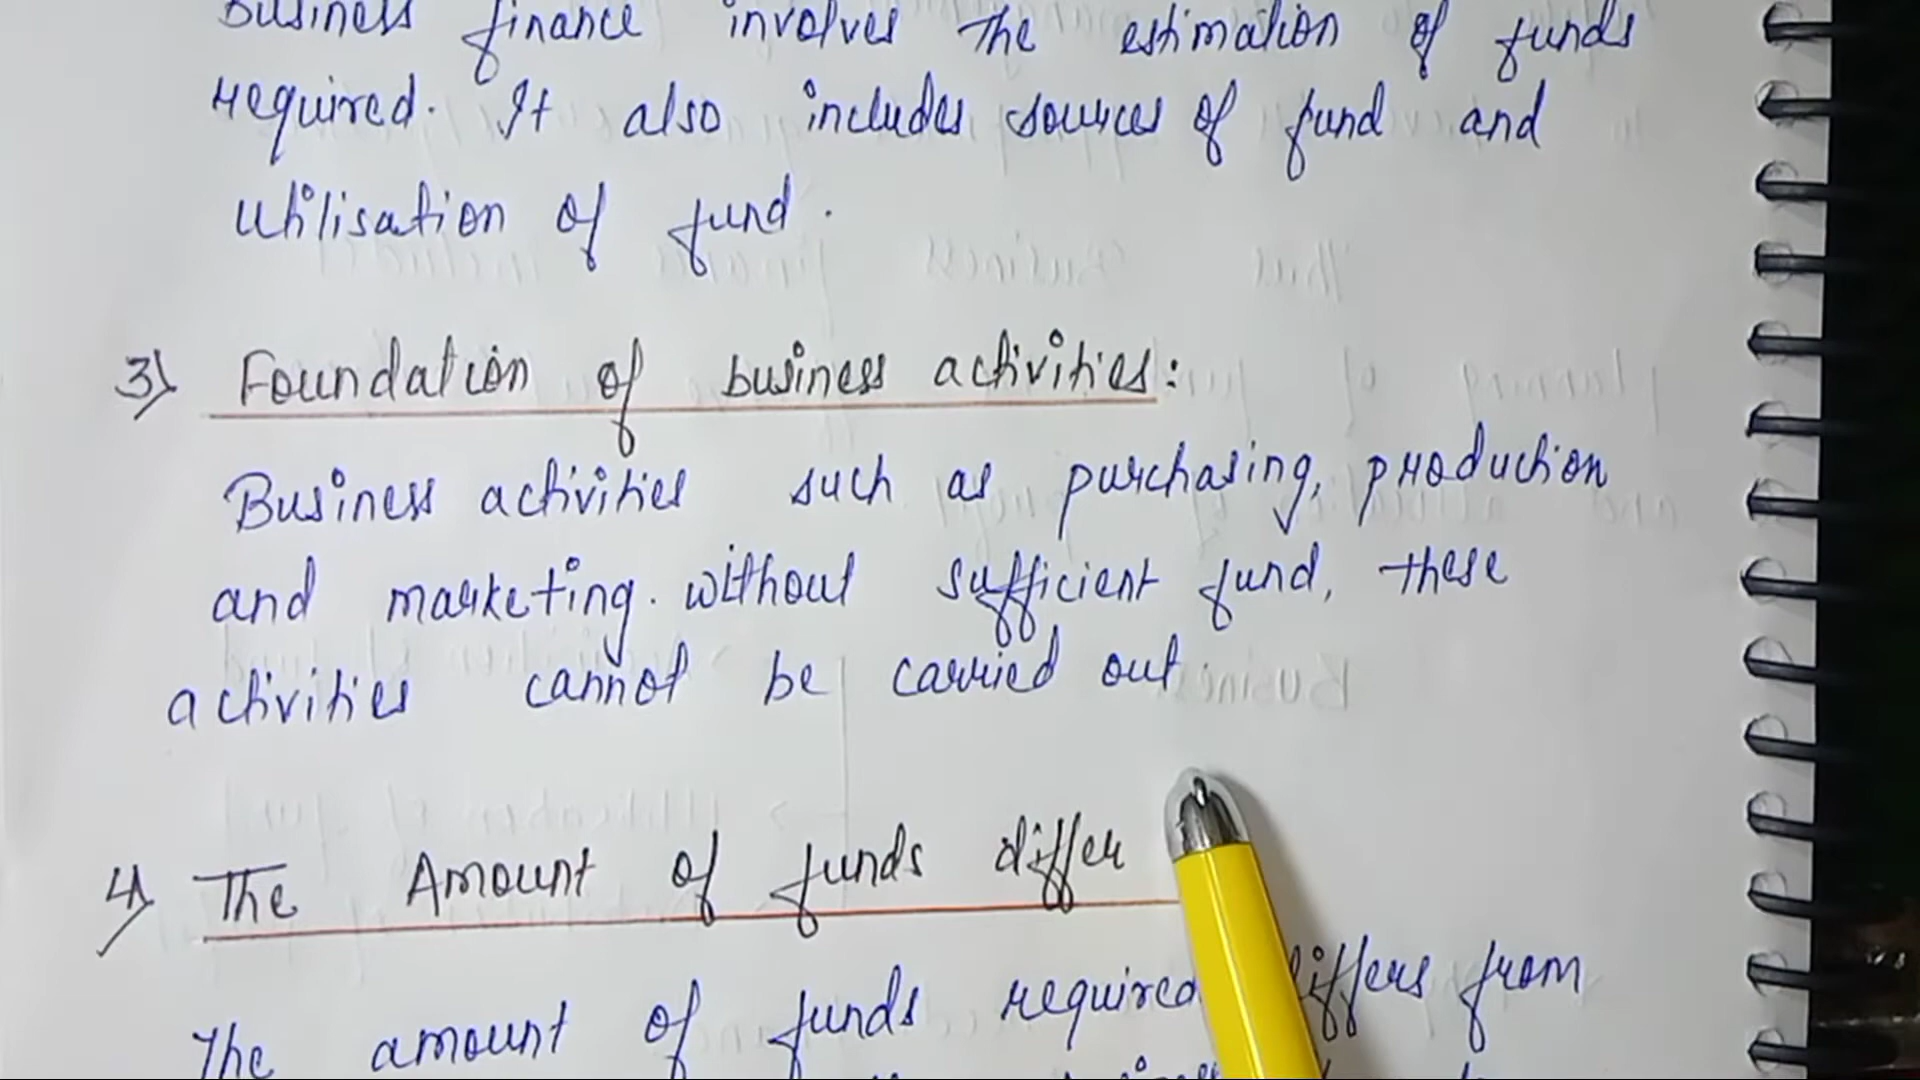 Business finance involves the estimation of funds
required. It also includes sources of fund and
utilisation of fund.
3) Foundation of business activities:
Business activities such as purchasing, production
and marketing. without sufficient fund, these
activities cannot be carried out
4) The Amount of funds differ
The amount of funds required differs from